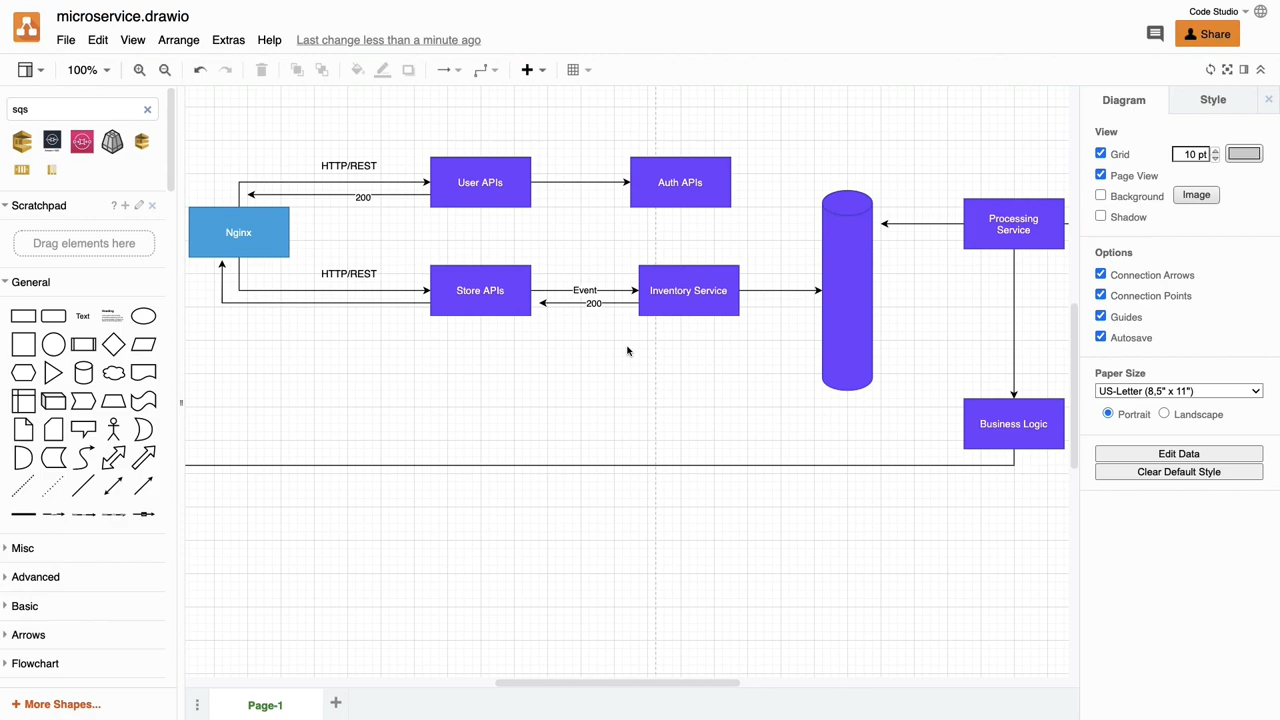 microservice.drawio
Code Studio
File Edit View Arrange Extras Help Last change less than a minute ago
Share
100%
sqs
Scratchpad
?
Drag elements here
General
Text
Heading
Misc
Advanced
Basic
Arrows
Flowchart
More Shapes...
HTTP/REST
User APIs
Auth APIs
200
Nginx
Processing
Service
HTTP/REST
Store APIs
Event
200
Inventory Service
Business Logic
Page-1
Diagram Style
View
Grid 10 pt
Page View
Background Image
Shadow
Options
Connection Arrows
Connection Points
Guides
Autosave
Paper Size
US-Letter (8,5" x 11")
Portrait Landscape
Edit Data
Clear Default Style